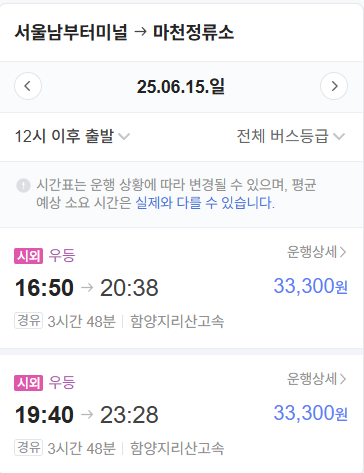 서울남부터미널 → 마천정류소
25.06.15.일
12시 이후 출발 전체 버스등급
시간표는 운행 상황에 따라 변경될 수 있으며, 평균
예상 소요 시간은 실제와 다를 수 있습니다.
시외 우등 운행상세
16:50 → 20:38 33,300원
경유 3시간 48분 함양지리산고속
시외 우등 운행상세
19:40 → 23:28 33,300원
경유 3시간 48분 함양지리산고속